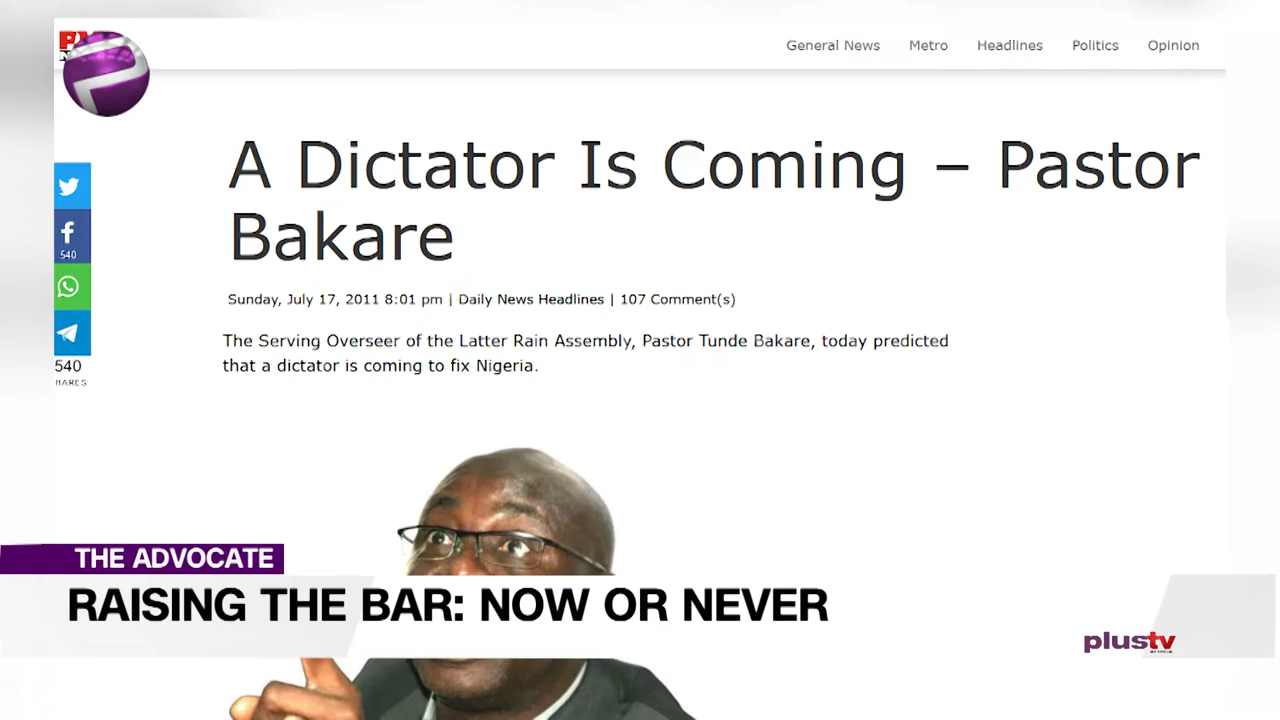 General News Metro Headlines Politics Opinion
A Dictator Is Coming – Pastor
Bakare
Sunday, July 17, 2011 8:01 pm | Daily News Headlines | 107 Comment(s)
The Serving Overseer of the Latter Rain Assembly, Pastor Tunde Bakare, today predicted
that a dictator is coming to fix Nigeria.
540
540
THE ADVOCATE
RAISING THE BAR: NOW OR NEVER
plustv